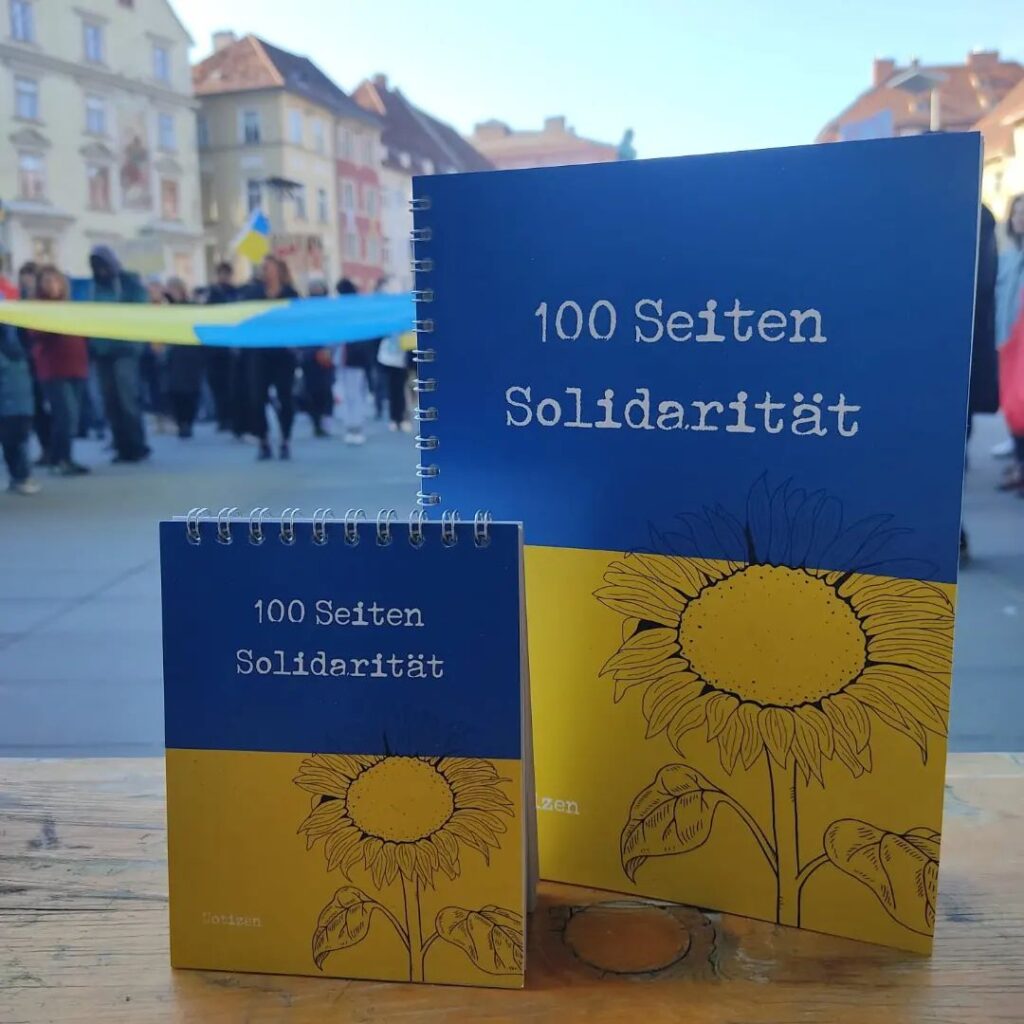 100 Seiten
Solidarität
100 Seiten
Solidarität
Notizen